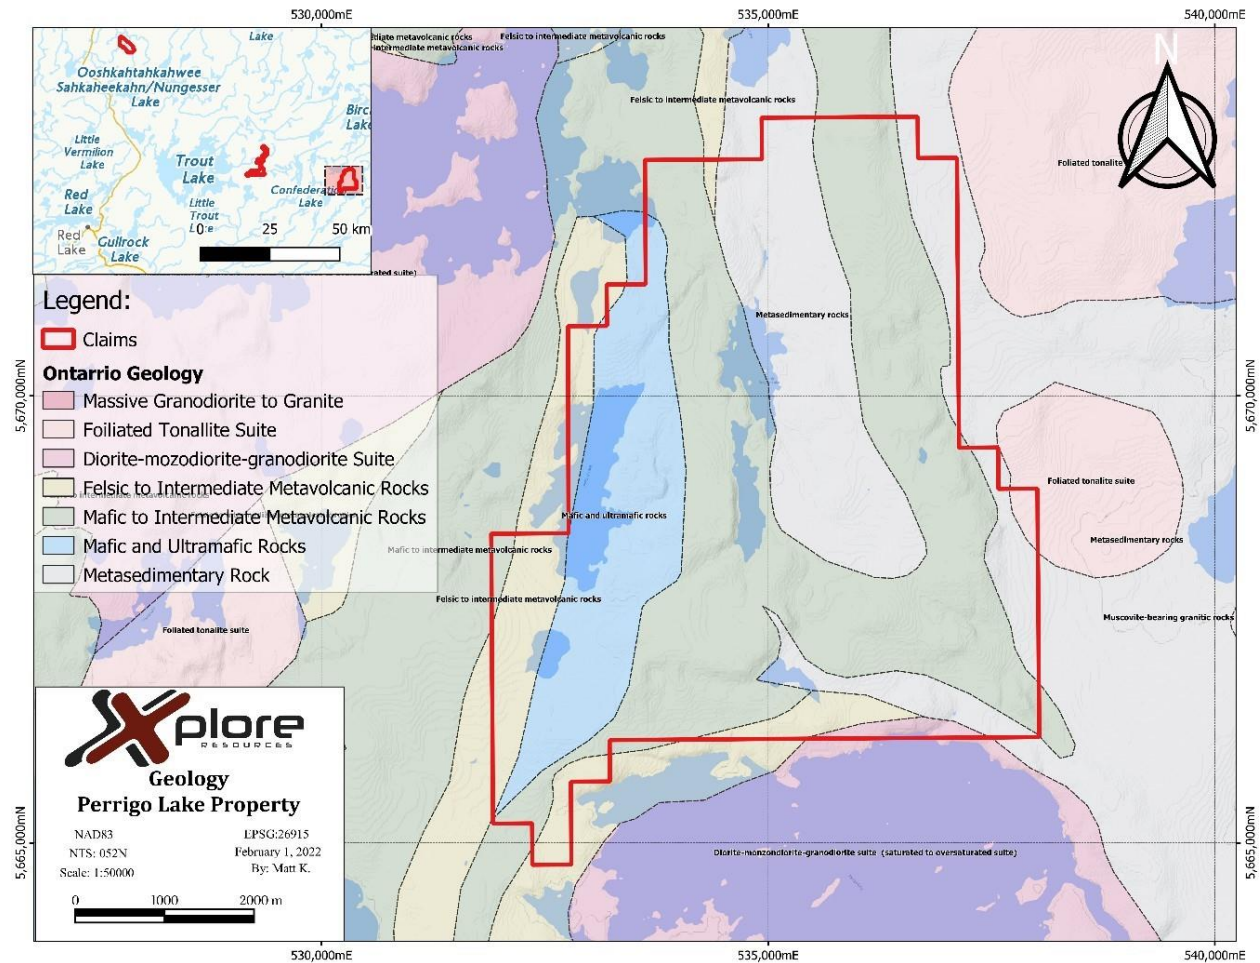 530,000mE
535,000mE
540,000mE
Lake
Ooshkahtahkahwee
Sahkaheekahn/Nungesser
Lake
Birc
Lake
Little
Vermilion
Lake
Trout
Lake
Red
Lake
Little
Trout
Confederatio
Lake
Red
Lake
Gullrock
Lake
0
25
50 km
intermediate metavolcanic rocks
Felsic to intermediate metavolcanic rocks
Felsic to intermediate metavolcanic rocks
N
Foliated tonalite
Metasedimentary rocks
5,670,000mN
5,670,000mN
Legend:
Claims
Ontarrio Geology
Massive Granodiorite to Granite
Foiliated Tonallite Suite
Diorite-mozodiorite-granodiorite Suite
Felsic to Intermediate Metavolcanic Rocks
Mafic to Intermediate Metavolcanic Rocks
Mafic and Ultramafic Rocks
Metasedimentary Rock
Foliated tonalite suite
Mafic and ultramafic rocks
Metasedimentary rocks
Mafic to intermediate metavolcanic rocks
Felsic to intermediate metavolcanic rocks
Muscovite-bearing granitic rocks
Foliated tonalite suite
Xplore
RESOURCES
Geology
Perrigo Lake Property
NAD83
EPSG:26915
NTS: 052N
February 1, 2022
Scale: 1:50000
By: Matt K.
0
1000
2000 m
Diorite-monzondiorite-granodiorite suite (saturated to oversaturated suite)
5,665,000mN
5,665,000mN
530,000mE
535,000mE
540,000mE